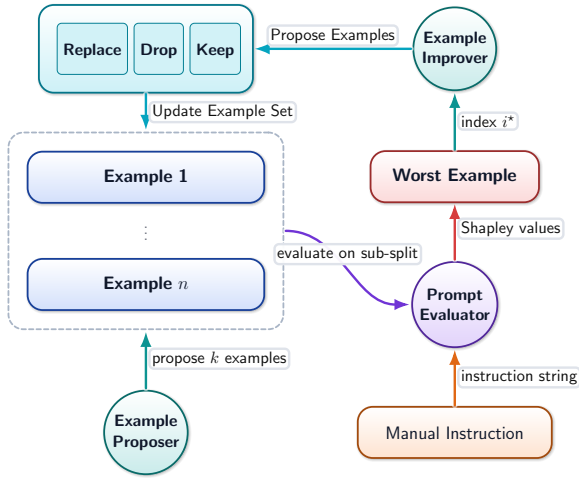 Replace Drop Keep
Propose Examples
Example
Improver
Update Example Set
index i⋆
Example 1
Worst Example
⋮
Shapley values
evaluate on sub-split
Example n
Prompt
Evaluator
propose k examples
instruction string
Example
Proposer
Manual Instruction